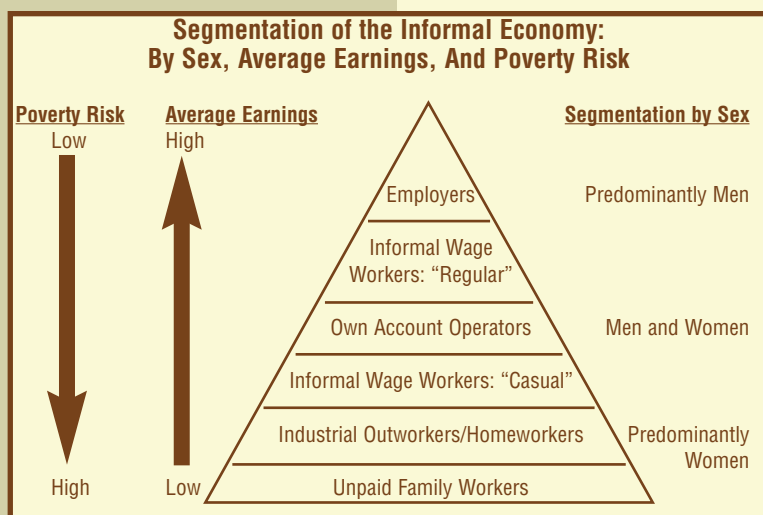 Segmentation of the Informal Economy:
By Sex, Average Earnings, And Poverty Risk
Poverty Risk
Low
High
Average Earnings
High
Low
Employers
Informal Wage
Workers: “Regular”
Own Account Operators
Informal Wage Workers: “Casual”
Industrial Outworkers/Homeworkers
Unpaid Family Workers
Segmentation by Sex
Predominantly Men
Men and Women
Predominantly
Women